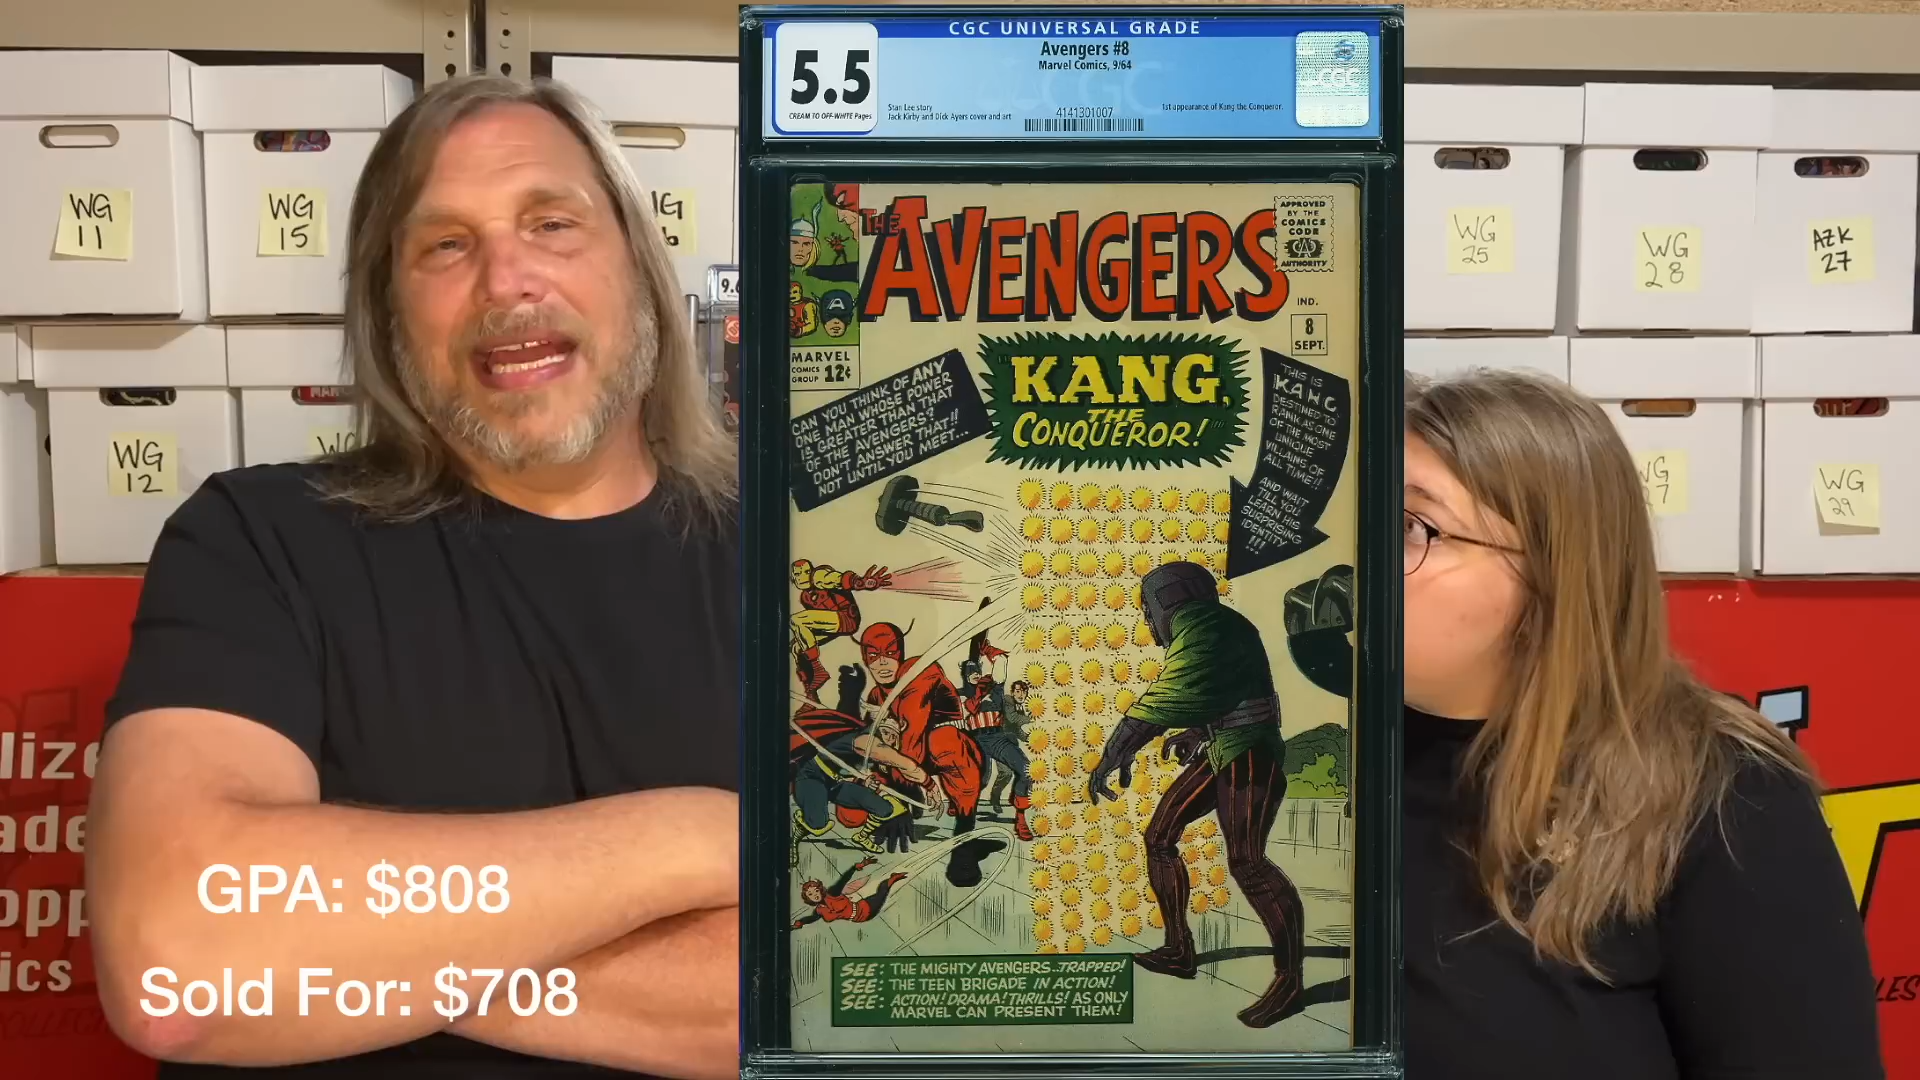 CGC UNIVERSAL GRADE
5.5
CREAM TO OFF-WHITE Pages
Avengers #8
Marvel Comics, 9/64
Stan Lee story
Jack Kirby and Dick Ayers cover and art
4141301007
1st appearance of Kang the Conqueror.
CGC
THE AVENGERS
APPROVED
BY THE
COMICS
CODE
AUTHORITY
IND.
8
SEPT.
MARVEL
COMICS
GROUP 12¢
A
CAN YOU THINK OF ANY
ONE MAN WHOSE POWER
IS GREATER THAN THAT
OF THE AVENGERS?
DON'T ANSWER THAT!!
NOT UNTIL YOU MEET...
"KANG,
THE
CONQUEROR!"
THIS IS
KANG
DESTINED TO
RANK AS ONE
OF THE MOST
UNIQUE
VILLAINS OF
ALL TIME!!
AND WAIT
TILL YOU
LEARN HIS
SURPRISING
IDENTITY
!!!
SEE: THE MIGHTY AVENGERS..TRAPPED!
SEE: THE TEEN BRIGADE IN ACTION!
SEE: ACTION! DRAMA! THRILLS! AS ONLY
MARVEL CAN PRESENT THEM!
GPA: $808
Sold For: $708
WG
11
WG
15
WG
12
WG
25
WG
28
AZK
27
WG
29